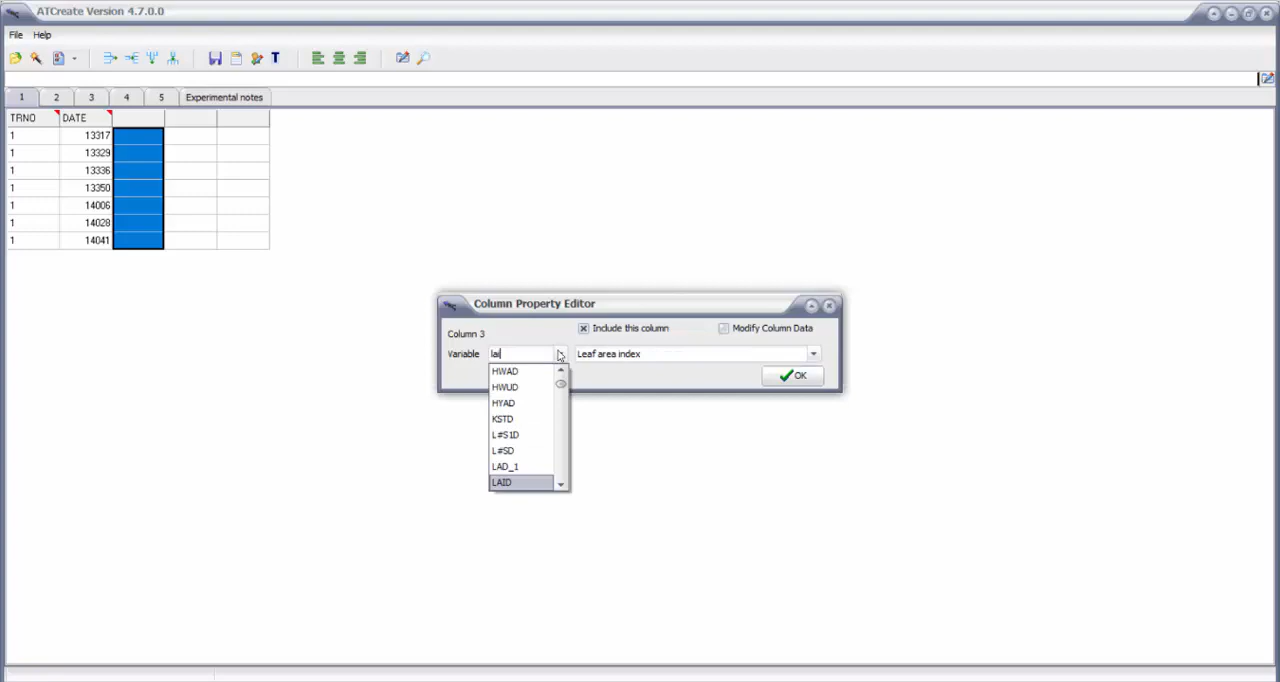 ATCreate Version 4.7.0.0
File Help
T
1 2 3 4 5 Experimental notes
TRNO DATE
1 13317
1 13329
1 13336
1 13350
1 14006
1 14028
1 14041
Column Property Editor
Column 3 Include this column Modify Column Data
Variable lai Leaf area index
OK
HWAD
HWUD
HYAD
KSTD
L#S1D
L#SD
LAD_1
LAID